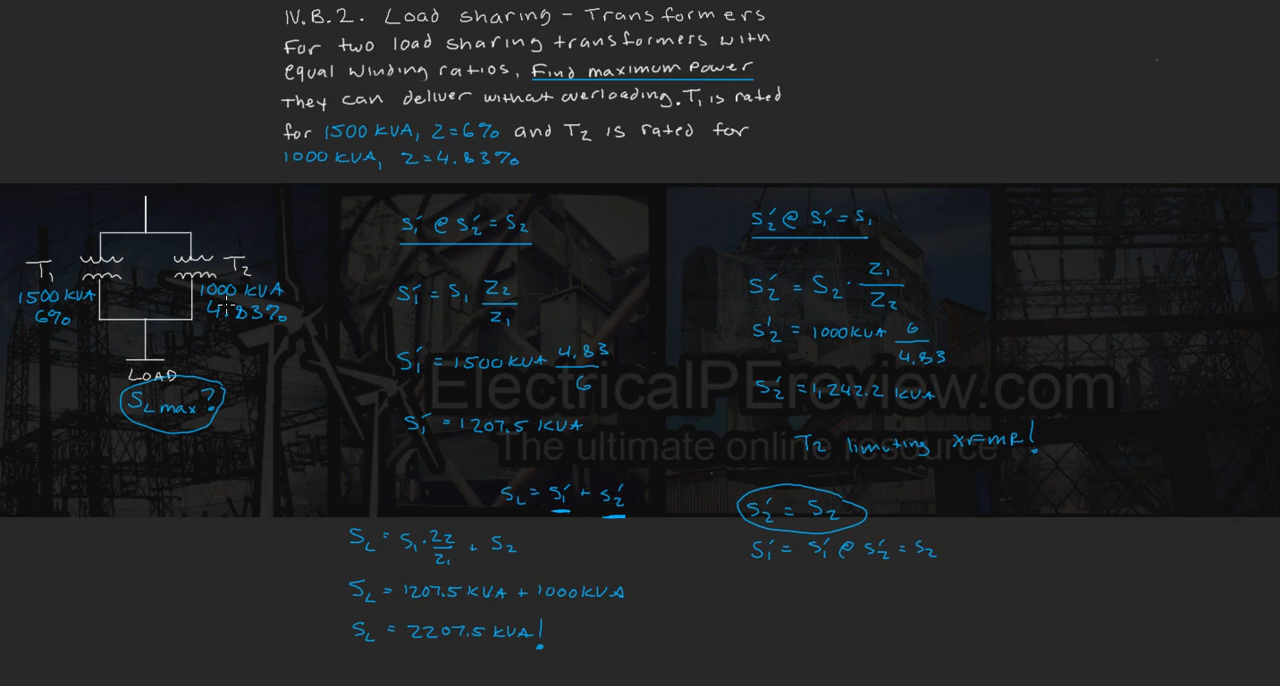 IV.B.2. Load sharing – Transformers
For two load sharing transformers with
equal winding ratios, Find maximum power
They can deliver without overloading. T1 is rated
for 1500 KVA, Z=6% and T2 is rated for
1000 KVA, Z=4.83%
T1
1500 KVA
6%
T2
1000 KVA
4.83%
LOAD
SL max?
S1' @ S2' = S2
S1' = S1 Z2/Z1
S1' = 1500 KVA 4.83/6
S1' = 1207.5 KVA
SL = S1' + S2'
SL = S1 · Z2/Z1 + S2
SL = 1207.5 KVA + 1000 KVA
SL = 2207.5 KVA!
S2' @ S1' = S1
S2' = S2 · Z1/Z2
S2' = 1000 KVA 6/4.83
S2' = 1,242.2 KVA
T2 limiting XFMR!
S2' = S2
S1' = S1' @ S2' = S2
ElectricalPEreview.com
The ultimate online resource